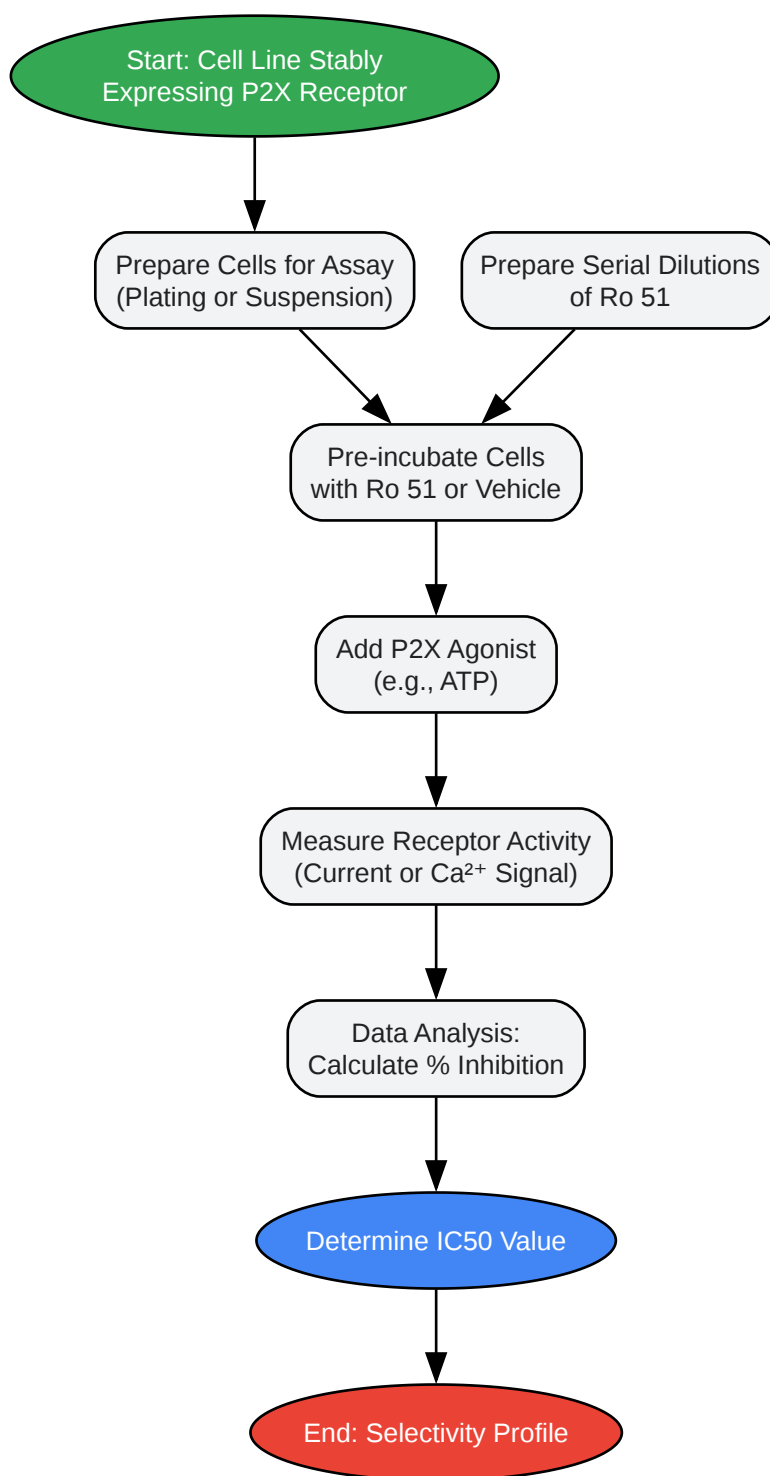 Start: Cell Line Stably
Expressing P2X Receptor
Prepare Cells for Assay
(Plating or Suspension)
Prepare Serial Dilutions
of Ro 51
Pre-incubate Cells
with Ro 51 or Vehicle
Add P2X Agonist
(e.g., ATP)
Measure Receptor Activity
(Current or Ca²⁺ Signal)
Data Analysis:
Calculate % Inhibition
Determine IC50 Value
End: Selectivity Profile